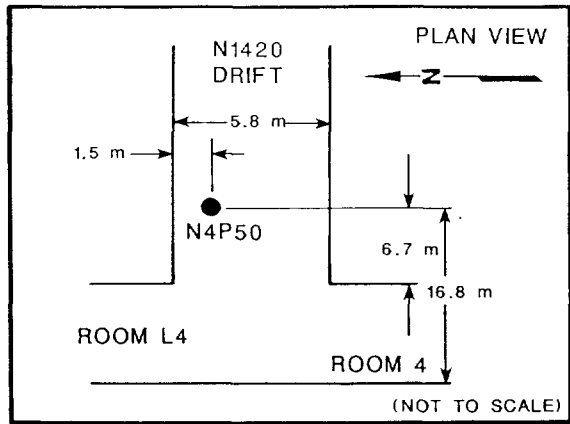 N1420
DRIFT
PLAN VIEW
N
5.8 m
1.5 m
N4P50
6.7 m
16.8 m
ROOM L4
ROOM 4
(NOT TO SCALE)